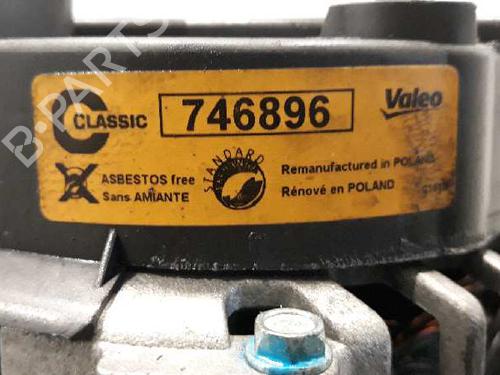 B-PARTS
C CLASSIC 746896 Valeo
ASBESTOS free
Sans AMIANTE
STANDARD
Remanufactured in POLAND
Rénové en POLAND